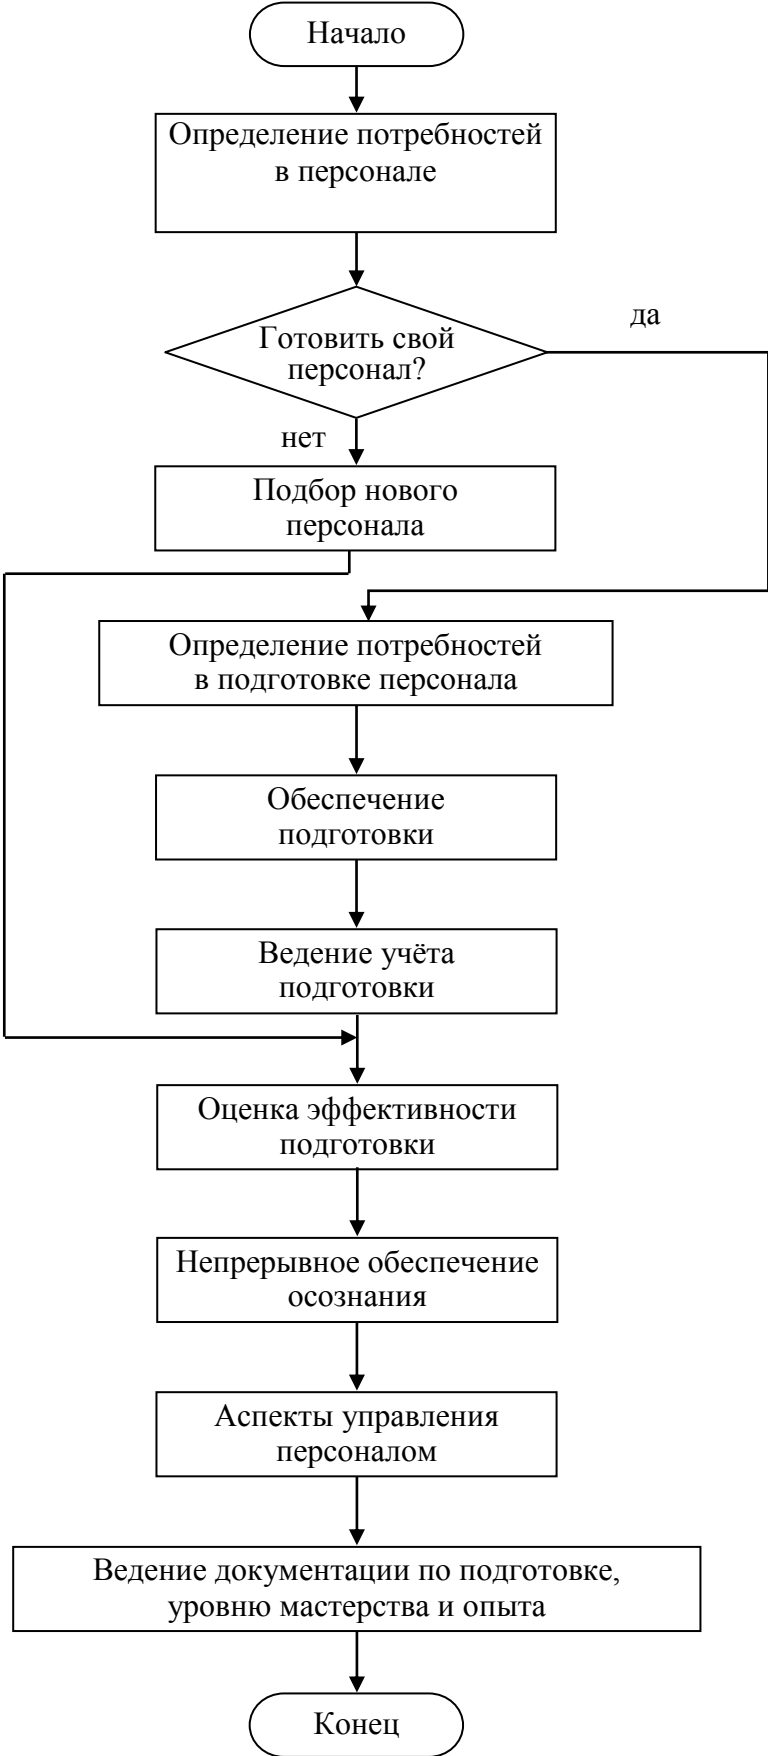 Начало
Определение потребностей
в персонале
да
Готовить свой
персонал?
нет
Подбор нового
персонала
Определение потребностей
в подготовке персонала
Обеспечение
подготовки
Ведение учёта
подготовки
Оценка эффективности
подготовки
Непрерывное обеспечение
осознания
Аспекты управления
персоналом
Ведение документации по подготовке,
уровню мастерства и опыта
Конец